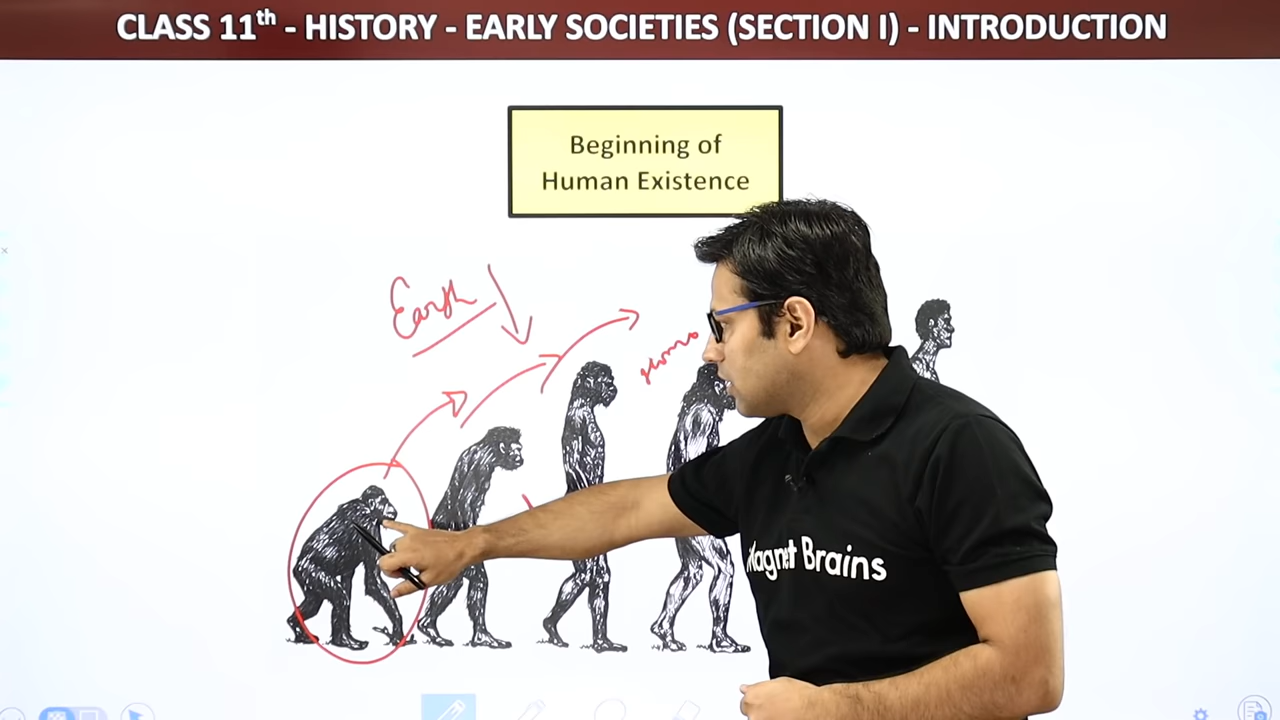 CLASS 11th - HISTORY - EARLY SOCIETIES (SECTION I) - INTRODUCTION
Beginning of
Human Existence
Earth
Magnet Brains